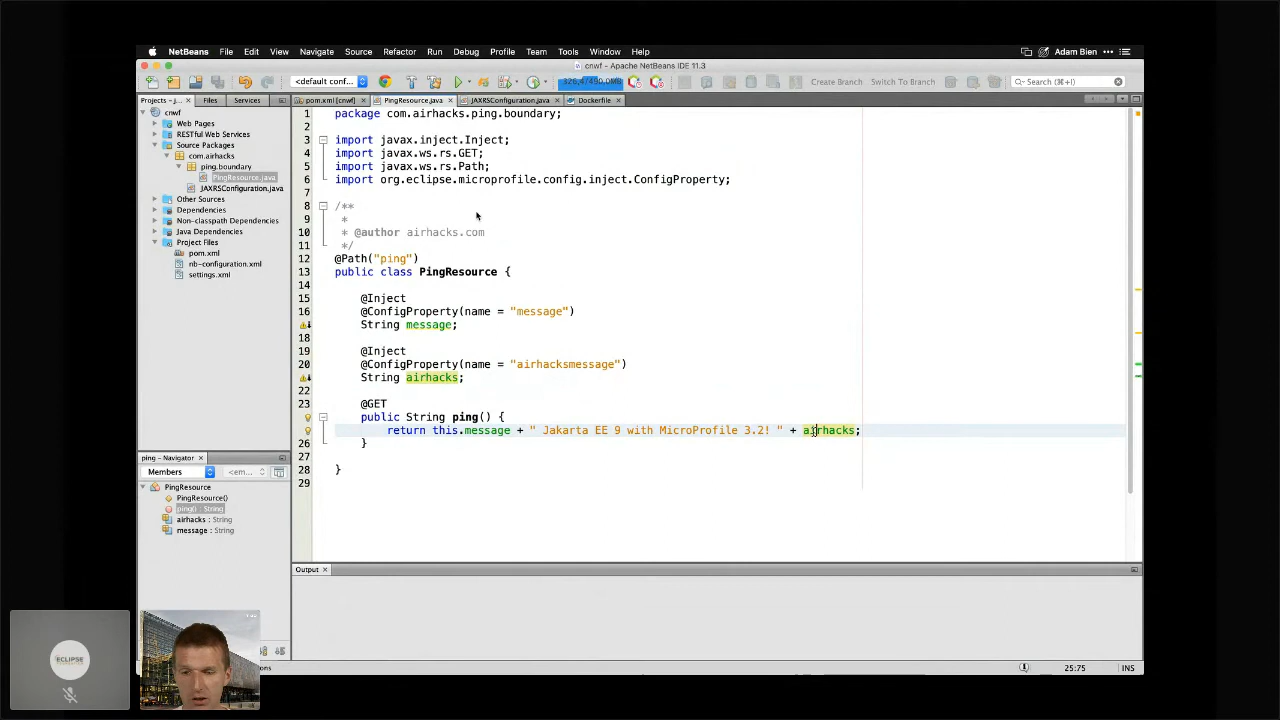 NetBeans File Edit View Navigate Source Refactor Run Debug Profile Team Tools Window Help Adam Bien
cnwf - Apache NetBeans IDE 11.3
<default conf... 326,4/490,0MB Create Branch Switch To Branch Search (⌘+I)
Projects Files Services pom.xml [cnwf] PingResource.java JAXRSConfiguration.java Dockerfile
cnwf
Web Pages
RESTful Web Services
Source Packages
com.airhacks
ping.boundary
PingResource.java
JAXRSConfiguration.java
Other Sources
Dependencies
Non-classpath Dependencies
Java Dependencies
Project Files
pom.xml
nb-configuration.xml
settings.xml
1 package com.airhacks.ping.boundary;
2
3 import javax.inject.Inject;
4 import javax.ws.rs.GET;
5 import javax.ws.rs.Path;
6 import org.eclipse.microprofile.config.inject.ConfigProperty;
8 /**
9 *
10 * @author airhacks.com
11 */
12 @Path("ping")
13 public class PingResource {
14
15 @Inject
16 @ConfigProperty(name = "message")
String message;
18
19 @Inject
20 @ConfigProperty(name = "airhacksmessage")
String airhacks;
22
23 @GET
public String ping() {
return this.message + " Jakarta EE 9 with MicroProfile 3.2! " + airhacks;
26 }
28 }
29
ping - Navigator
Members <em...
PingResource
PingResource()
ping() : String
airhacks : String
message : String
Output
ECLIPSE
25:75 INS